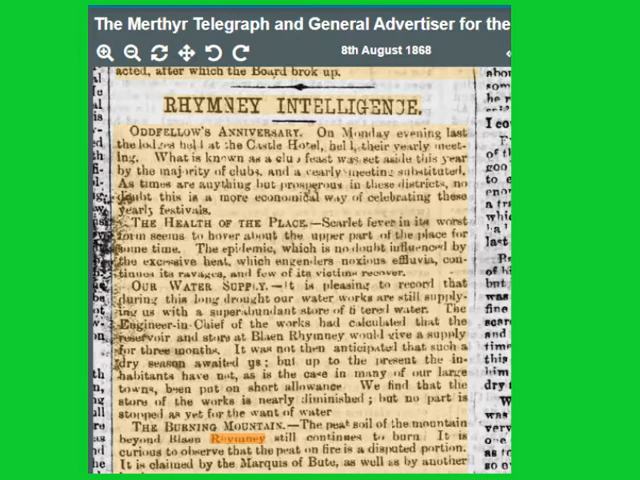 The Merthyr Telegraph and General Advertiser for the
8th August 1868
acted, after which the Board brok up.
RHYMNEY INTELLIGENCE.
ODDFELLOW'S ANNIVERSARY. On Monday evening last
the lodges held at the Castle Hotel, held, their yearly meet-
ing. What is known as a club feast was set aside this year
by the majority of clubs, and a yearly meeting substituted.
As times are anything but prosperous in these districts, no
doubt this is a more economical way of celebrating these
yearly festivals.
THE HEALTH OF THE PLACE.—Scarlet fever in its worst
form seems to hover about the upper part of the place for
some time. The epidemic, which is no doubt influenced by
the excessive heat, which engenders noxious effluvia, con-
tinues its ravages, and few of its victims recover.
OUR WATER SUPPLY.—It is pleasing to record that
during this long drought our water works are still supply-
ing us with a superabundant store of filtered water. The
Engineer-in-Chief of the works had calculated that the
reservoir and store at Blaen Rhymney would give a supply
for three months. It was not then anticipated that such a
dry season awaited us; but up to the present the in-
habitants have not, as is the case in many of our large
towns, been put on short allowance We find that the
store of the works is nearly diminished; but no part is
stopped as yet for the want of water
THE BURNING MOUNTAIN.—The peat soil of the mountain
beyond Blaen Rhymney still continues to burn. It is
curious to observe that the peat on fire is a disputed portion.
It is claimed by the Marquis of Bute, as well as by another